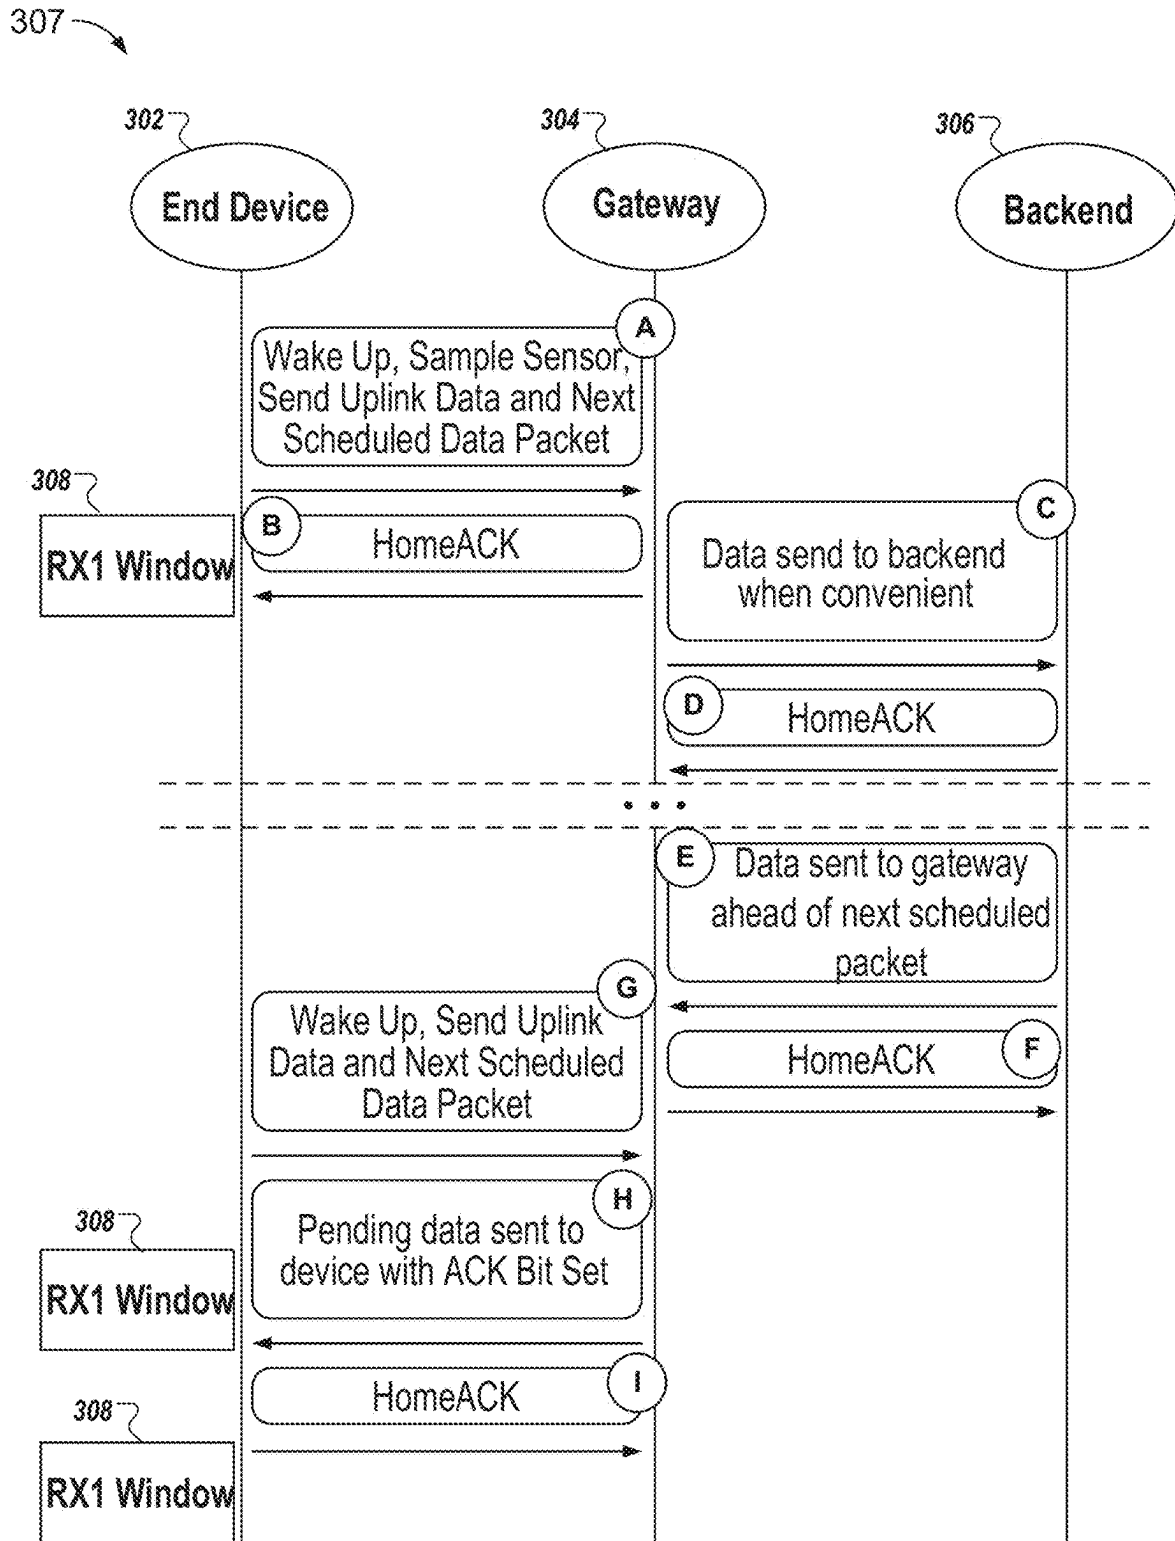 307
302
304
306
End Device
Gateway
Backend
A
Wake Up, Sample Sensor,
Send Uplink Data and Next
Scheduled Data Packet
308
RX1 Window
B
HomeACK
C
Data send to backend
when convenient
D
HomeACK
• • •
E
Data sent to gateway
ahead of next scheduled
packet
G
Wake Up, Send Uplink
Data and Next Scheduled
Data Packet
HomeACK
F
308
RX1 Window
H
Pending data sent to
device with ACK Bit Set
HomeACK
I
308
RX1 Window